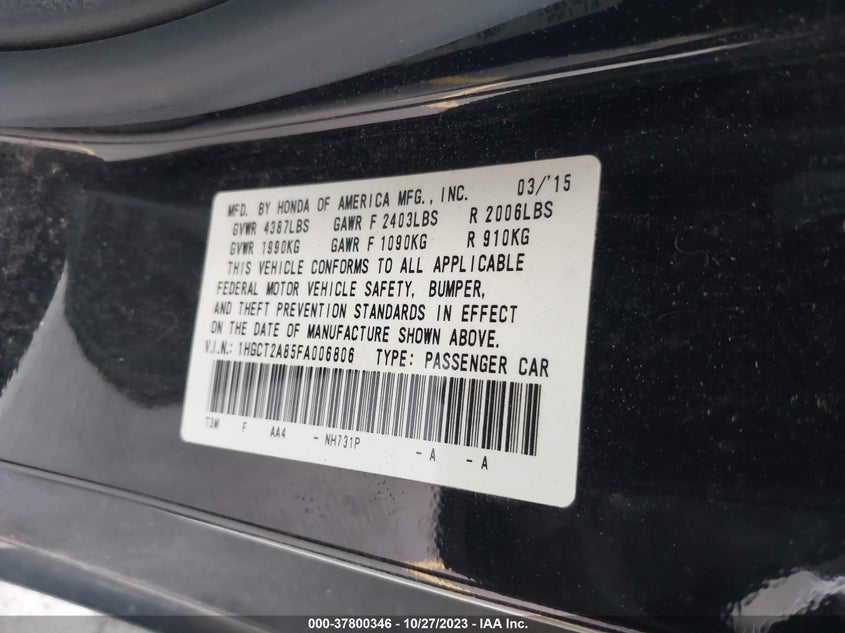 MFD. BY HONDA OF AMERICA MFG., INC. 03/'15
GVWR 4387LBS GAWR F 2403LBS R 2006LBS
GVWR 1990KG GAWR F 1090KG R 910KG
THIS VEHICLE CONFORMS TO ALL APPLICABLE
FEDERAL MOTOR VEHICLE SAFETY, BUMPER,
AND THEFT PREVENTION STANDARDS IN EFFECT
ON THE DATE OF MANUFACTURE SHOWN ABOVE.
V.I.N.: 1HGCT2A85FA006806 TYPE: PASSENGER CAR
T3M F AA4 - NH731P - A - A
000-37800346 - 10/27/2023 - IAA Inc.